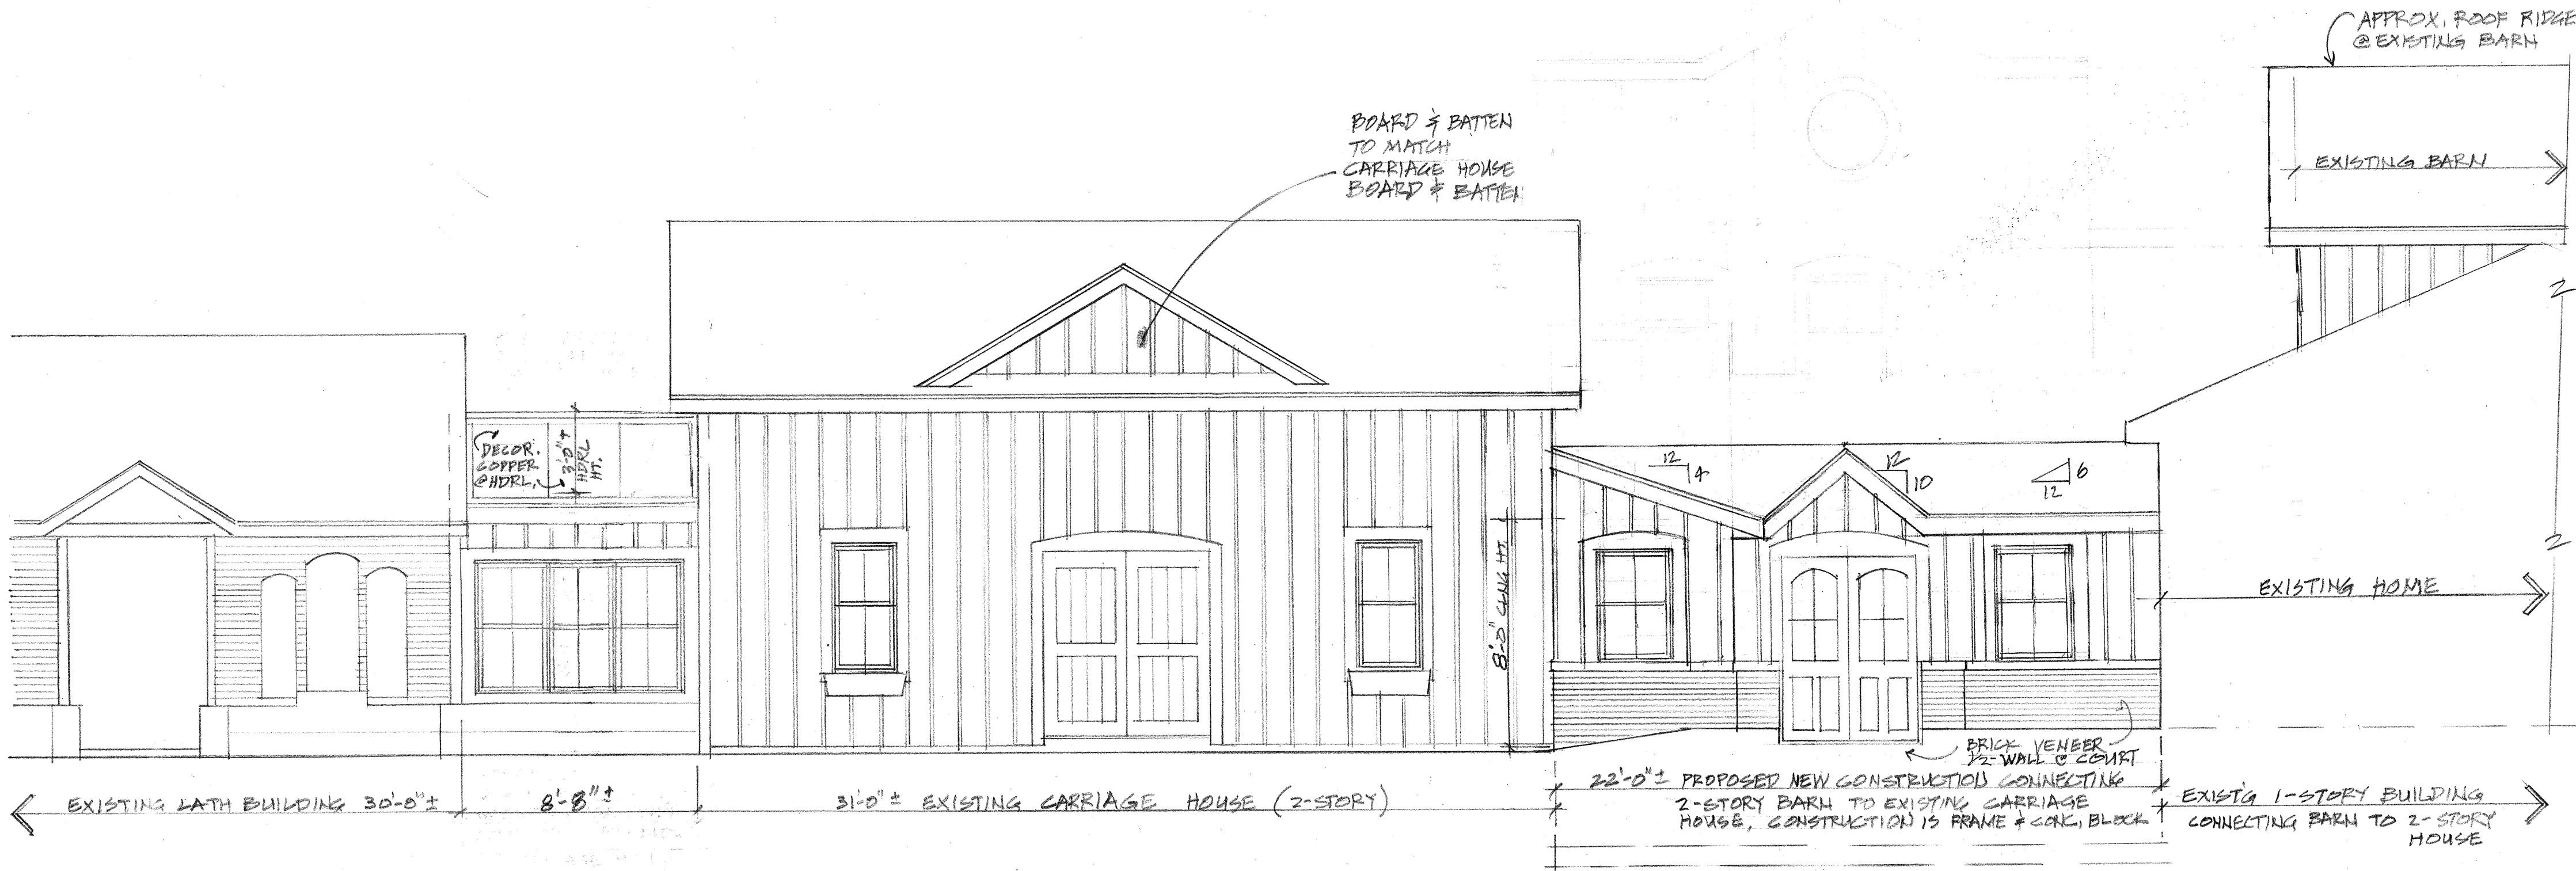 APPROX. ROOF RIDGE
@ EXISTING BARN
EXISTING BARN
BOARD & BATTEN
TO MATCH
CARRIAGE HOUSE
BOARD & BATTEN
DECOR.
COPPER
@HDRL.
3'-0"±
HDRL
HT.
12
4
12
10
6
12
8'-0" CLNG HT.
2
2
EXISTING HOME
BRICK VENEER
1/2-WALL @ COURT
EXISTING LATH BUILDING 30'-0"±
8'-8"±
31'-0"± EXISTING CARRIAGE HOUSE (2-STORY)
22'-0"± PROPOSED NEW CONSTRUCTION CONNECTING
2-STORY BARN TO EXISTING CARRIAGE
HOUSE, CONSTRUCTION IS FRAME & CONC. BLOCK
EXIST'G 1-STORY BUILDING
CONNECTING BARN TO 2-STORY
HOUSE